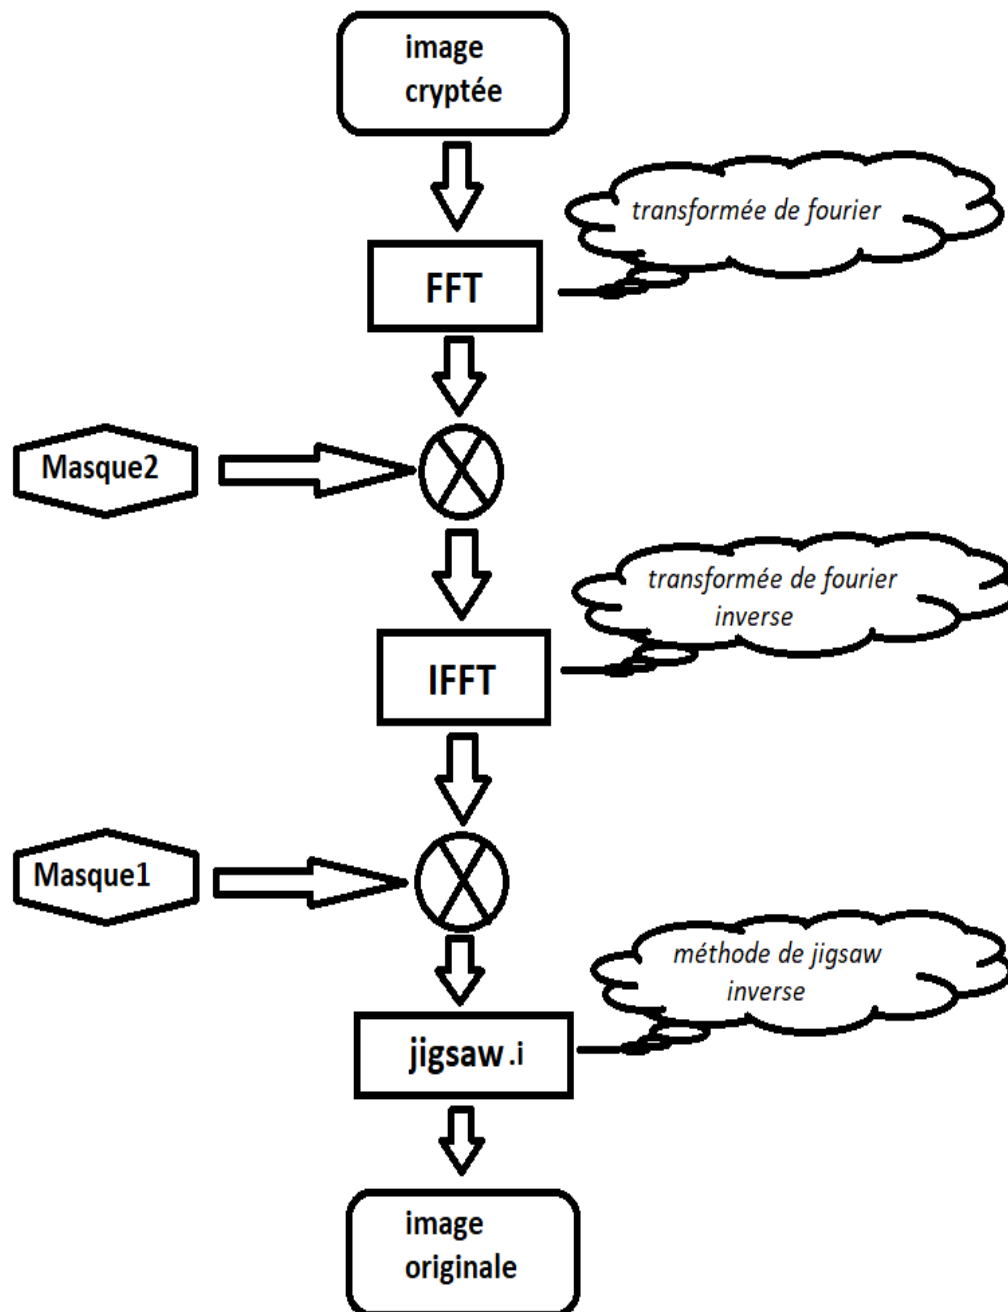 image
cryptée
transformée de fourier
FFT
Masque2
transformée de fourier
inverse
IFFT
Masque1
méthode de jigsaw
inverse
jigsaw.i
image
originale